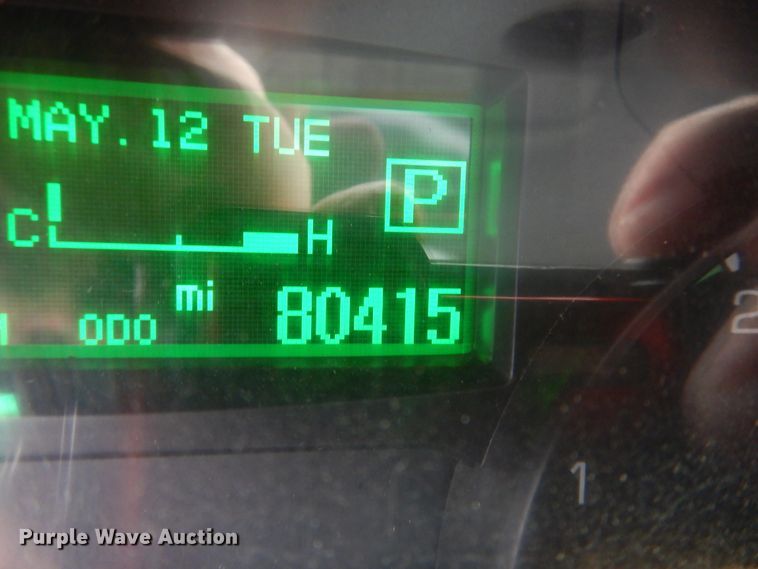 MAY. 12 TUE
P
C H
mi
ODO 80415
2
1
Purple Wave Auction